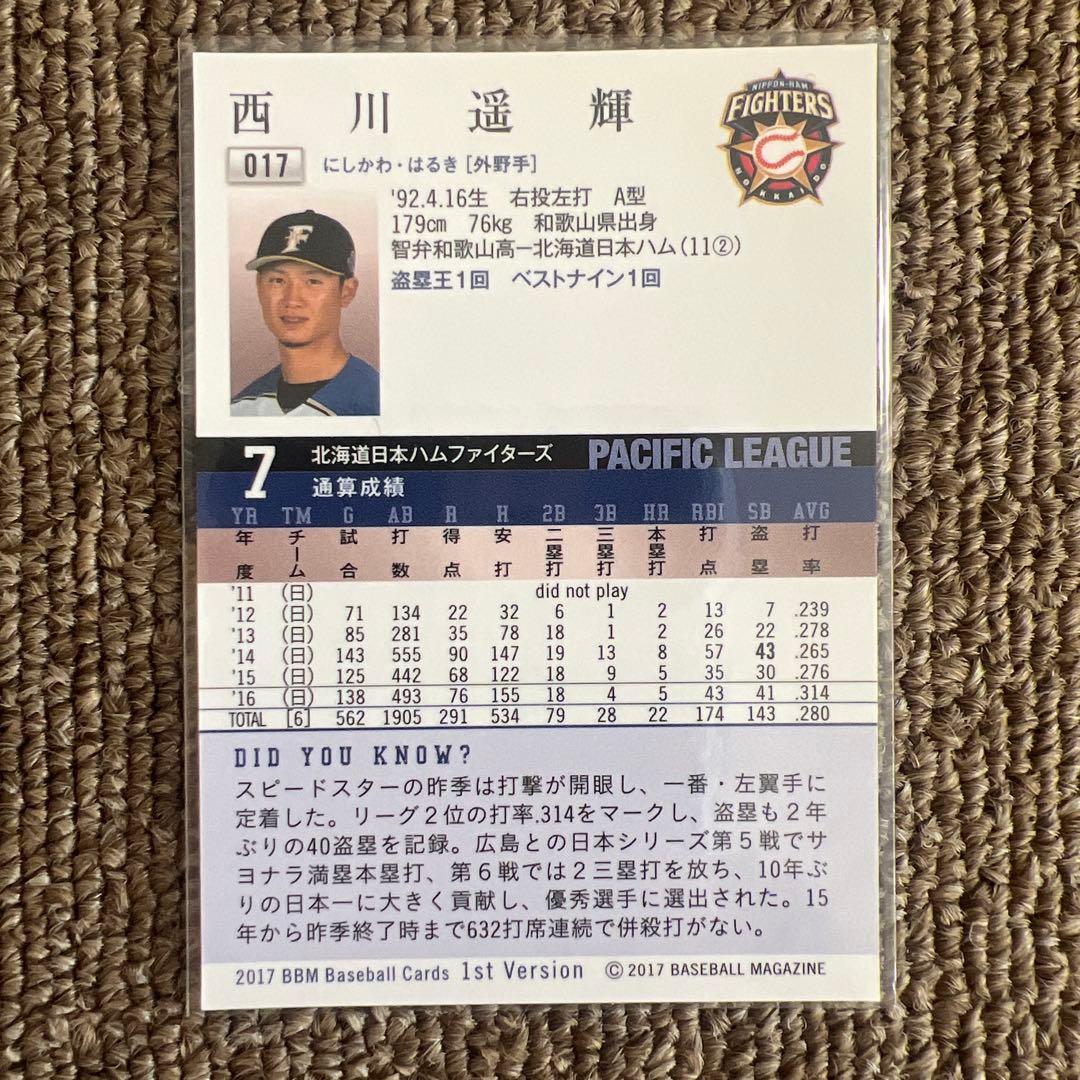 西川遥輝
NIPPON-HAM
FIGHTERS
HOKKAIDO
017 にしかわ・はるき [外野手]
F
'92.4.16生 右投左打 A型
179cm 76kg 和歌山県出身
智弁和歌山高ー北海道日本ハム(11②)
盗塁王1回 ベストナイン1回
7 北海道日本ハムファイターズ PACIFIC LEAGUE
通算成績
YR TM G AB R H 2B 3B HR RBI SB AVG
年度 チーム 試合 打数 得点 安打 二塁打 三塁打 本塁打 打点 盗塁 打率
'11 (日) did not play
'12 (日) 71 134 22 32 6 1 2 13 7 .239
'13 (日) 85 281 35 78 18 1 2 26 22 .278
'14 (日) 143 555 90 147 19 13 8 57 43 .265
'15 (日) 125 442 68 122 18 9 5 35 30 .276
'16 (日) 138 493 76 155 18 4 5 43 41 .314
TOTAL [6] 562 1905 291 534 79 28 22 174 143 .280
DID YOU KNOW?
スピードスターの昨季は打撃が開眼し、一番・左翼手に
定着した。リーグ2位の打率.314をマークし、盗塁も2年
ぶりの40盗塁を記録。広島との日本シリーズ第5戦でサ
ヨナラ満塁本塁打、第6戦では2三塁打を放ち、10年ぶ
りの日本一に大きく貢献し、優秀選手に選出された。15
年から昨季終了時まで632打席連続で併殺打がない。
2017 BBM Baseball Cards 1st Version © 2017 BASEBALL MAGAZINE